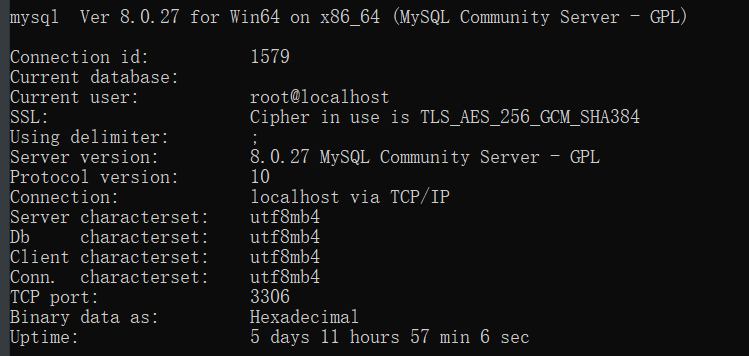 mysql  Ver 8.0.27 for Win64 on x86_64 (MySQL Community Server - GPL)

Connection id:          1579
Current database:
Current user:           root@localhost
SSL:                    Cipher in use is TLS_AES_256_GCM_SHA384
Using delimiter:        ;
Server version:         8.0.27 MySQL Community Server - GPL
Protocol version:       10
Connection:             localhost via TCP/IP
Server characterset:    utf8mb4
Db     characterset:    utf8mb4
Client characterset:    utf8mb4
Conn.  characterset:    utf8mb4
TCP port:               3306
Binary data as:         Hexadecimal
Uptime:                 5 days 11 hours 57 min 6 sec